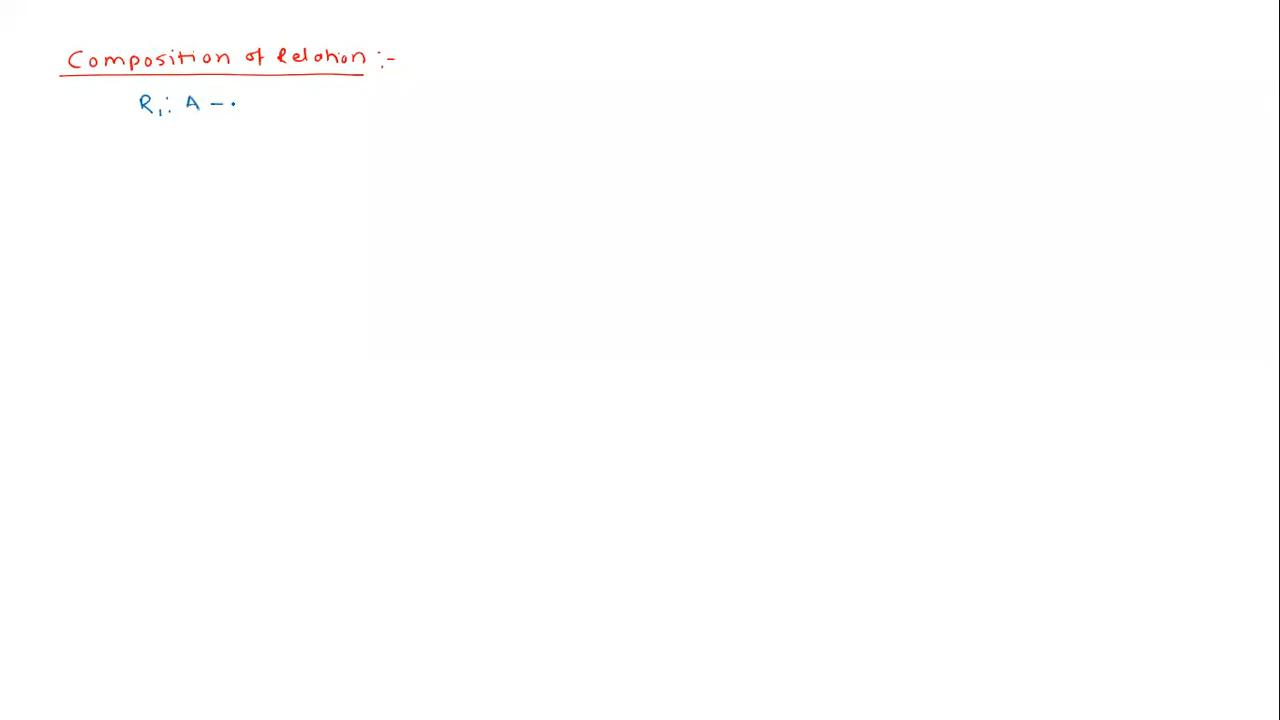 Composition of Relation :-
R₁: A -